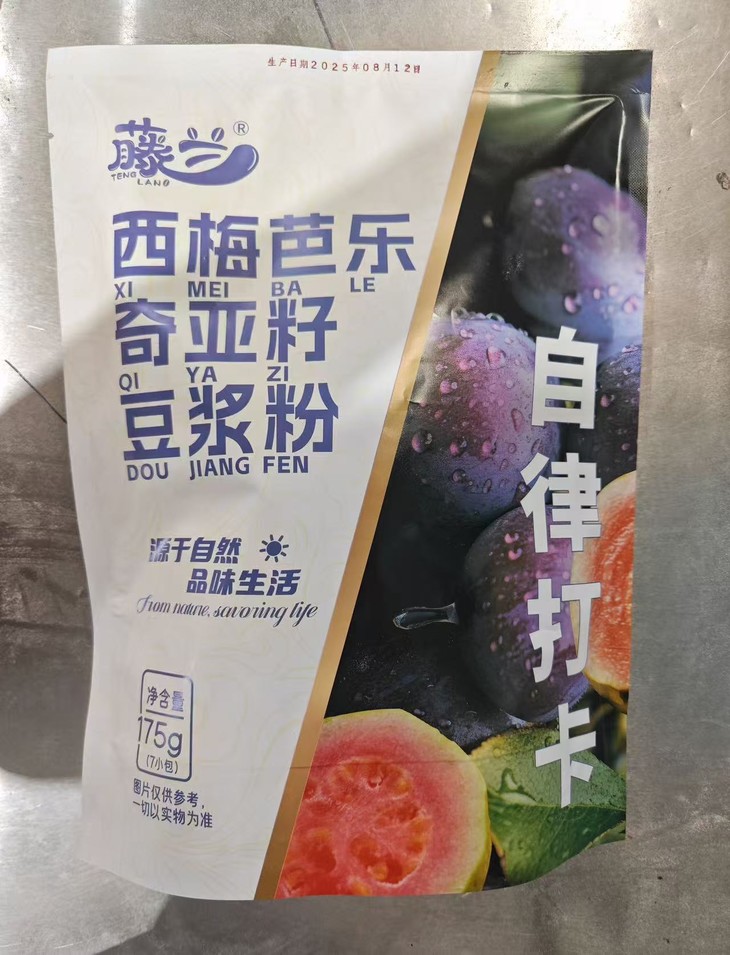 生产日期2025年08月12日
藤兰®
TENG LAN
西梅芭乐
XI MEI BA LE
奇亚籽
QI YA ZI
豆浆粉
DOU JIANG FEN
源于自然
品味生活
from nature, savoring life
净含量
175g
(7小包)
图片仅供参考，
一切以实物为准
自律打卡